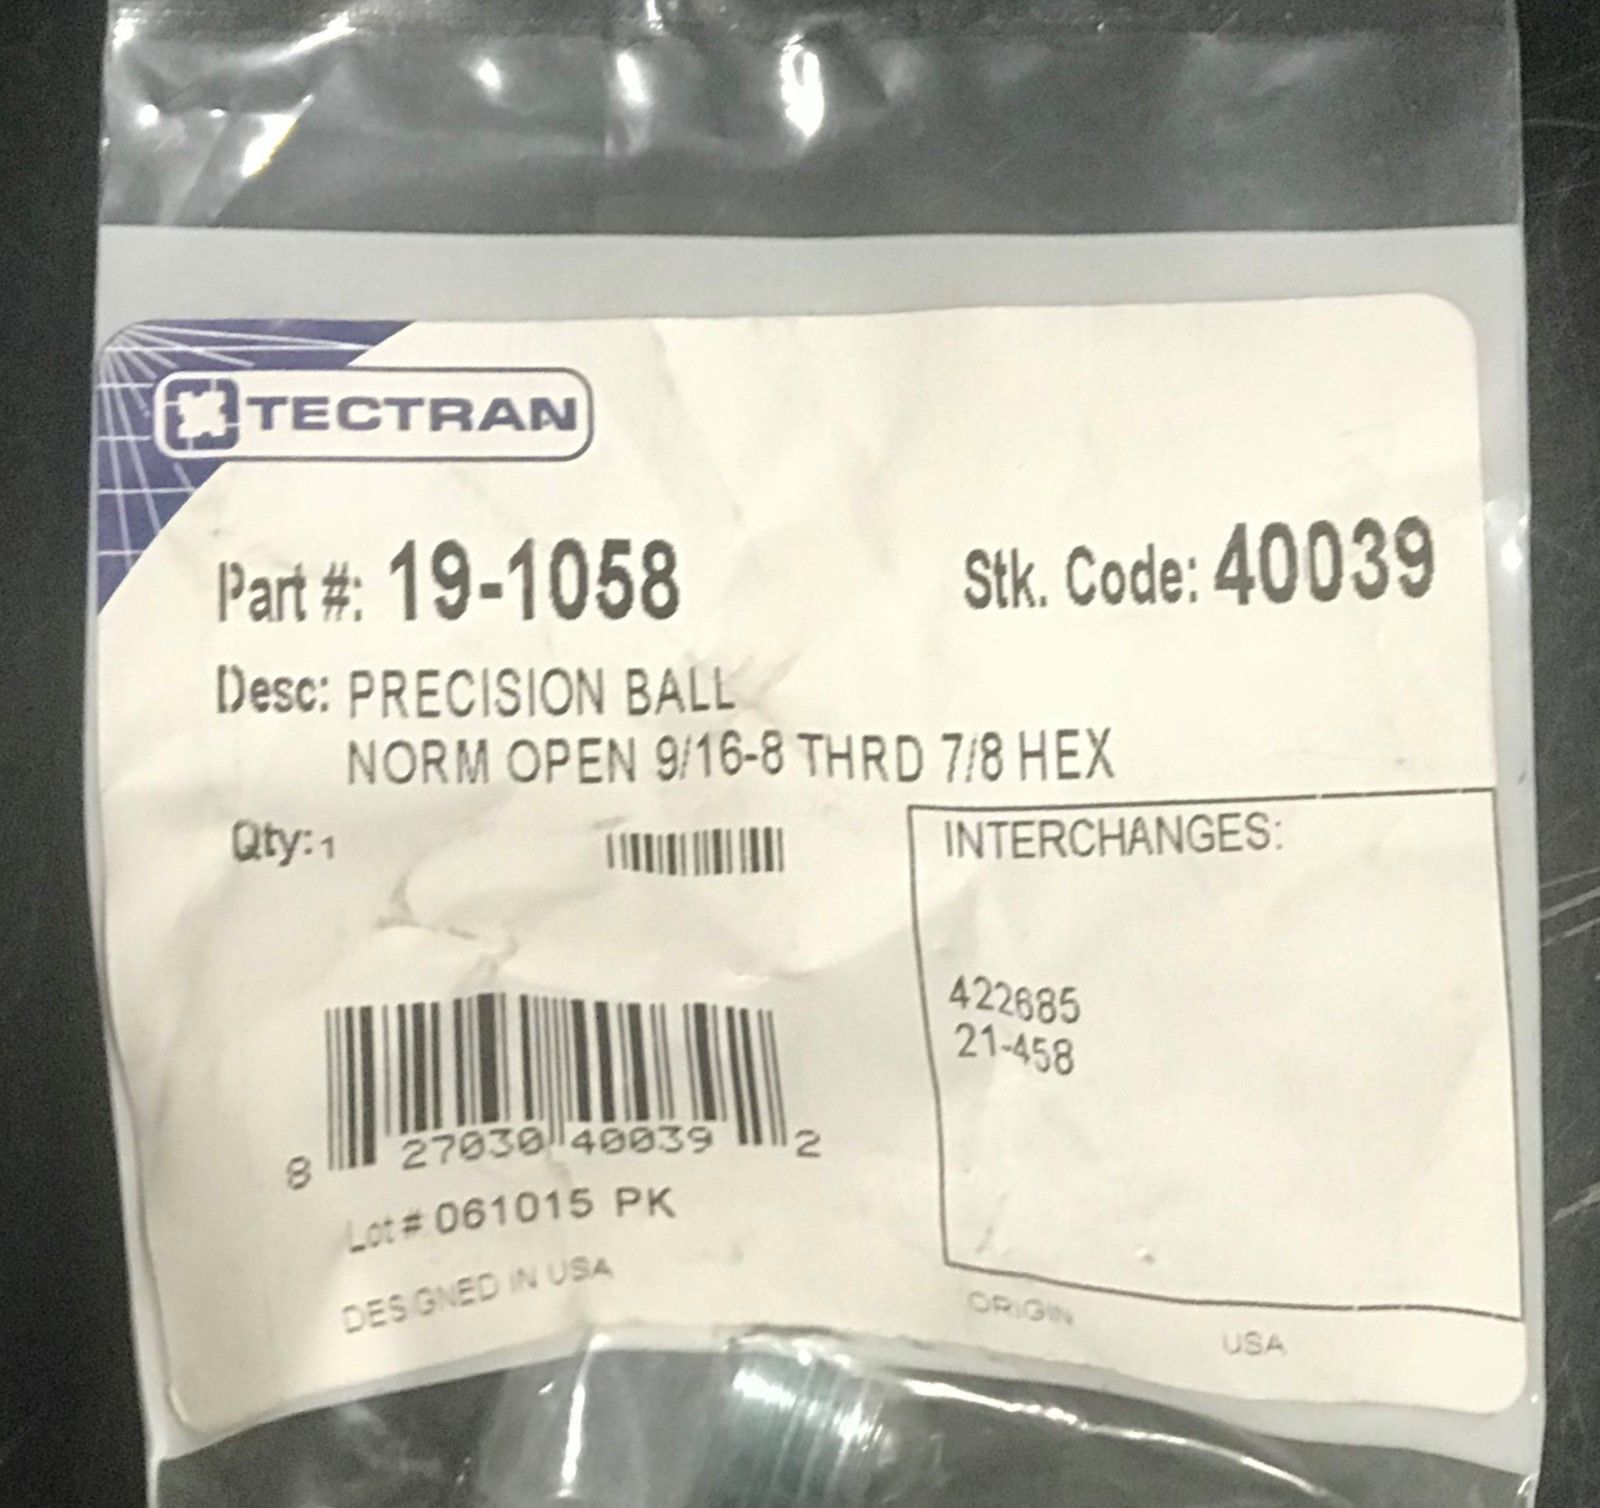 TECTRAN
Part #: 19-1058
Stk. Code: 40039
Desc: PRECISION BALL
NORM OPEN 9/16-8 THRD 7/8 HEX
Qty: 1
INTERCHANGES:
422685
21-458
8 27030 40039 2
Lot # 061015 PK
DESIGNED IN USA
ORIGIN USA